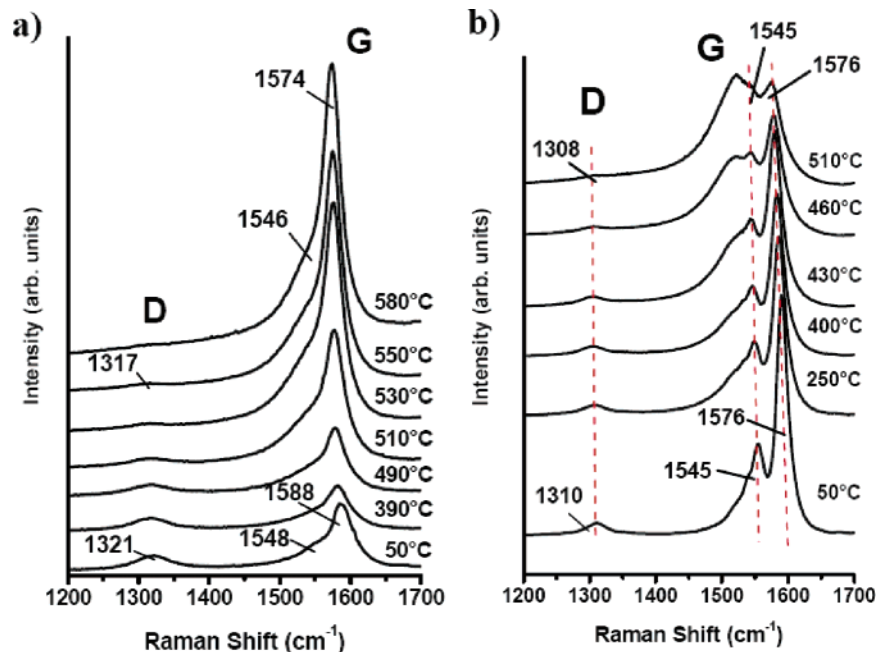 a)
G
1574
1546
D
1317
580°C
550°C
530°C
510°C
490°C
1588
390°C
1321
1548
50°C
Intensity (arb. units)
1200 1300 1400 1500 1600 1700
Raman Shift (cm⁻¹)
b)
1545
G
1576
D
1308
510°C
460°C
430°C
400°C
250°C
1576
1545
1310
50°C
Intensity (arb. units)
1200 1300 1400 1500 1600 1700
Raman Shift (cm⁻¹)